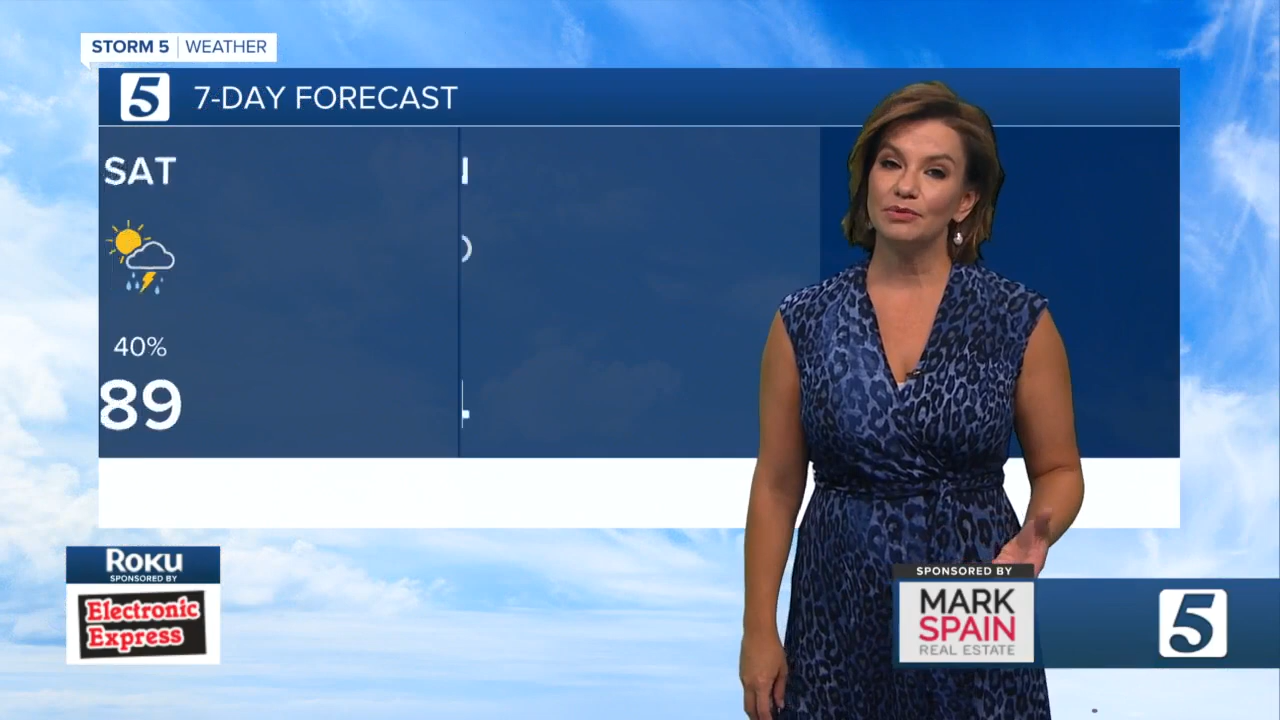 STORM 5 | WEATHER
5 7-DAY FORECAST
SAT
40%
89
Roku
SPONSORED BY
Electronic
Express
SPONSORED BY
MARK
SPAIN
REAL ESTATE
5